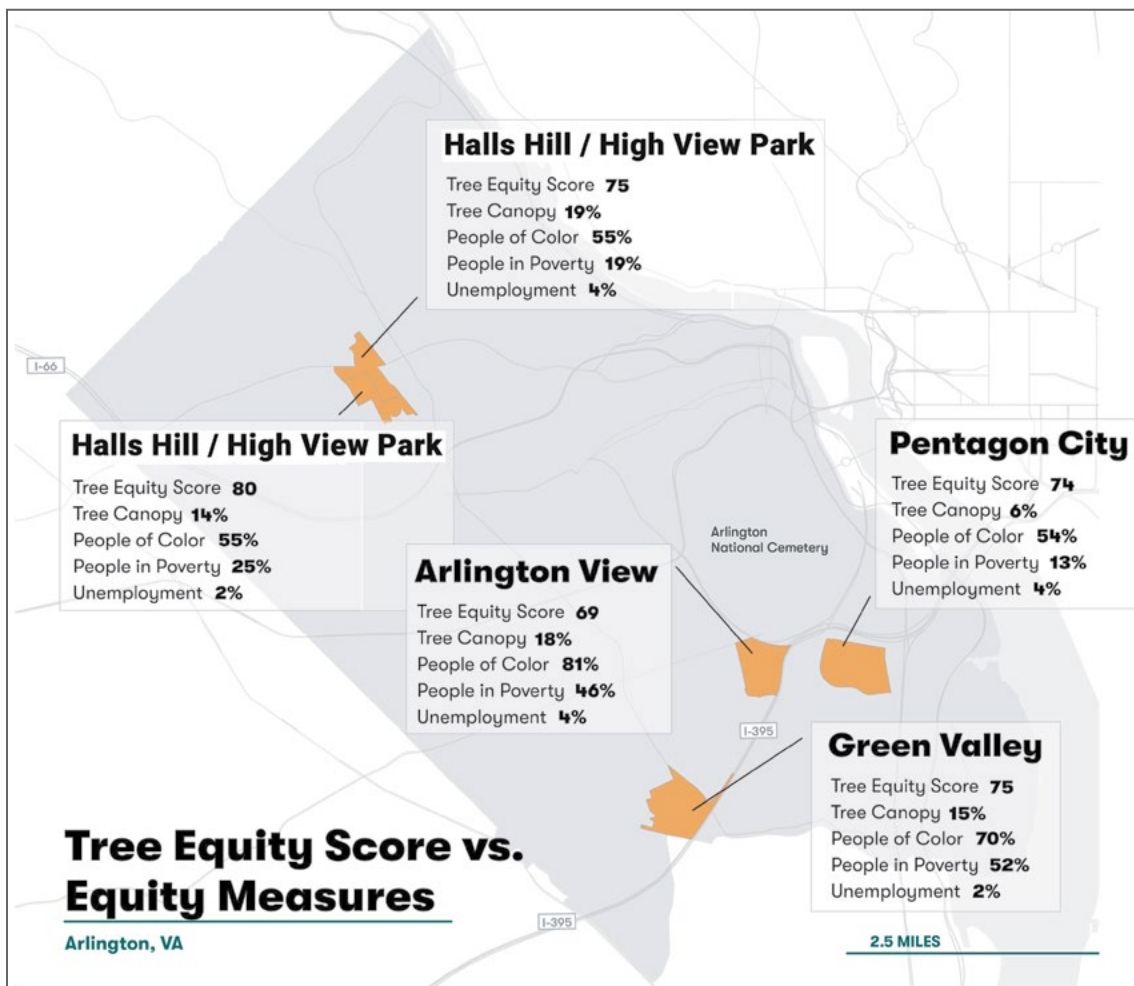 Halls Hill / High View Park
Tree Equity Score 75
Tree Canopy 19%
People of Color 55%
People in Poverty 19%
Unemployment 4%
I-66
Halls Hill / High View Park
Tree Equity Score 80
Tree Canopy 14%
People of Color 55%
People in Poverty 25%
Unemployment 2%
Pentagon City
Tree Equity Score 74
Tree Canopy 6%
People of Color 54%
People in Poverty 13%
Unemployment 4%
Arlington
National Cemetery
Arlington View
Tree Equity Score 69
Tree Canopy 18%
People of Color 81%
People in Poverty 46%
Unemployment 4%
I-395
Green Valley
Tree Equity Score 75
Tree Canopy 15%
People of Color 70%
People in Poverty 52%
Unemployment 2%
Tree Equity Score vs.
Equity Measures
Arlington, VA
I-395
2.5 MILES